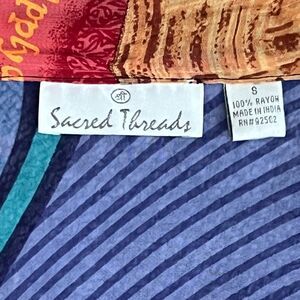 Sacred Threads
S
100% RAYON
MADE IN INDIA
RN#92502